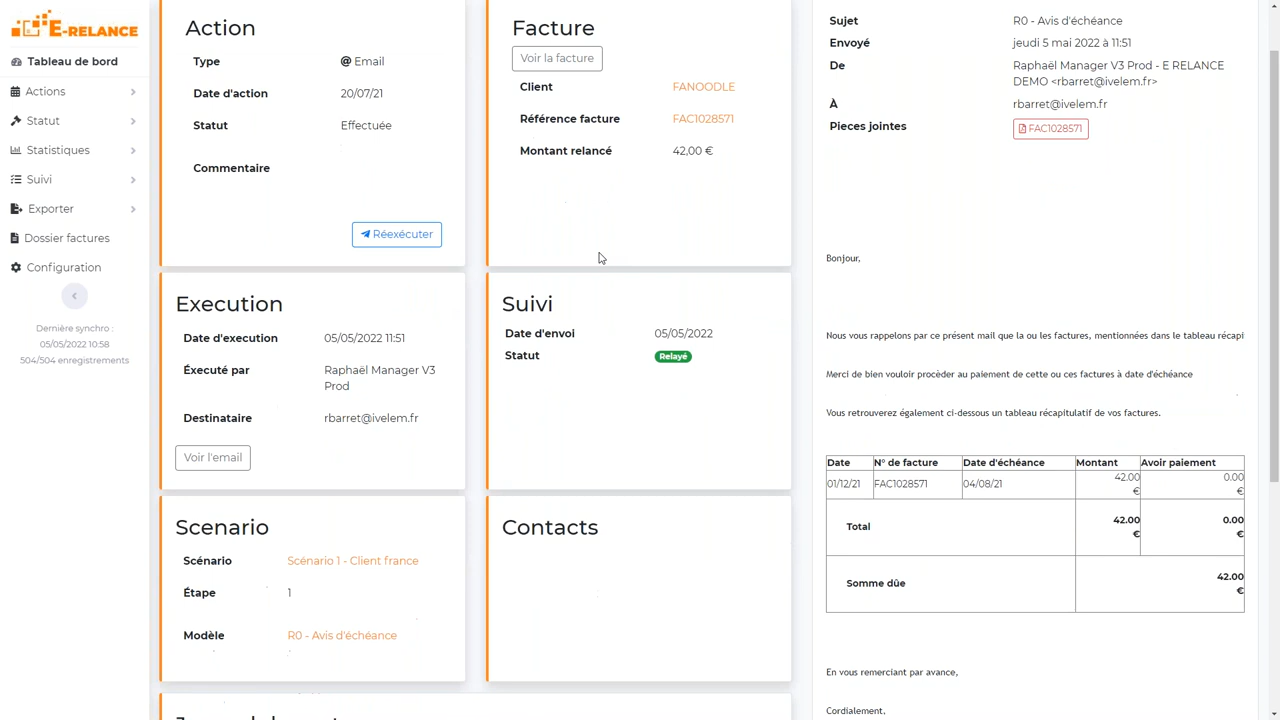 E-RELANCE
Tableau de bord
Actions
Statut
Statistiques
Suivi
Exporter
Dossier factures
Configuration
Dernière synchro :
05/05/2022 10:58
504/504 enregistrements
Action
Type
@ Email
Date d'action
20/07/21
Statut
Effectuée
Commentaire
Réexécuter
Facture
Voir la facture
Client
FANOODLE
Référence facture
FAC1028571
Montant relancé
42,00 €
Execution
Date d'execution
05/05/2022 11:51
Éxecuté par
Raphaël Manager V3
Prod
Destinataire
rbarret@ivelem.fr
Voir l'email
Suivi
Date d'envoi
05/05/2022
Statut
Relayé
Scenario
Scénario
Scénario 1 - Client france
Étape
1
Modèle
R0 - Avis d'échéance
Contacts
Sujet
R0 - Avis d'échéance
Envoyé
jeudi 5 mai 2022 à 11:51
De
Raphaël Manager V3 Prod - E RELANCE
DEMO <rbarret@ivelem.fr>
À
rbarret@ivelem.fr
Pieces jointes
FAC1028571
Bonjour,
Nous vous rappelons par ce présent mail que la ou les factures, mentionnées dans le tableau récapi
Merci de bien vouloir procèder au paiement de cette ou ces factures à date d'échéance
Vous retrouverez également ci-dessous un tableau récapitulatif de vos factures.
Date N° de facture Date d'échéance Montant Avoir paiement
01/12/21 FAC1028571 04/08/21 42.00 € 0.00 €
Total 42.00 € 0.00 €
Somme dûe 42.00 €
En vous remerciant par avance,
Cordialement.